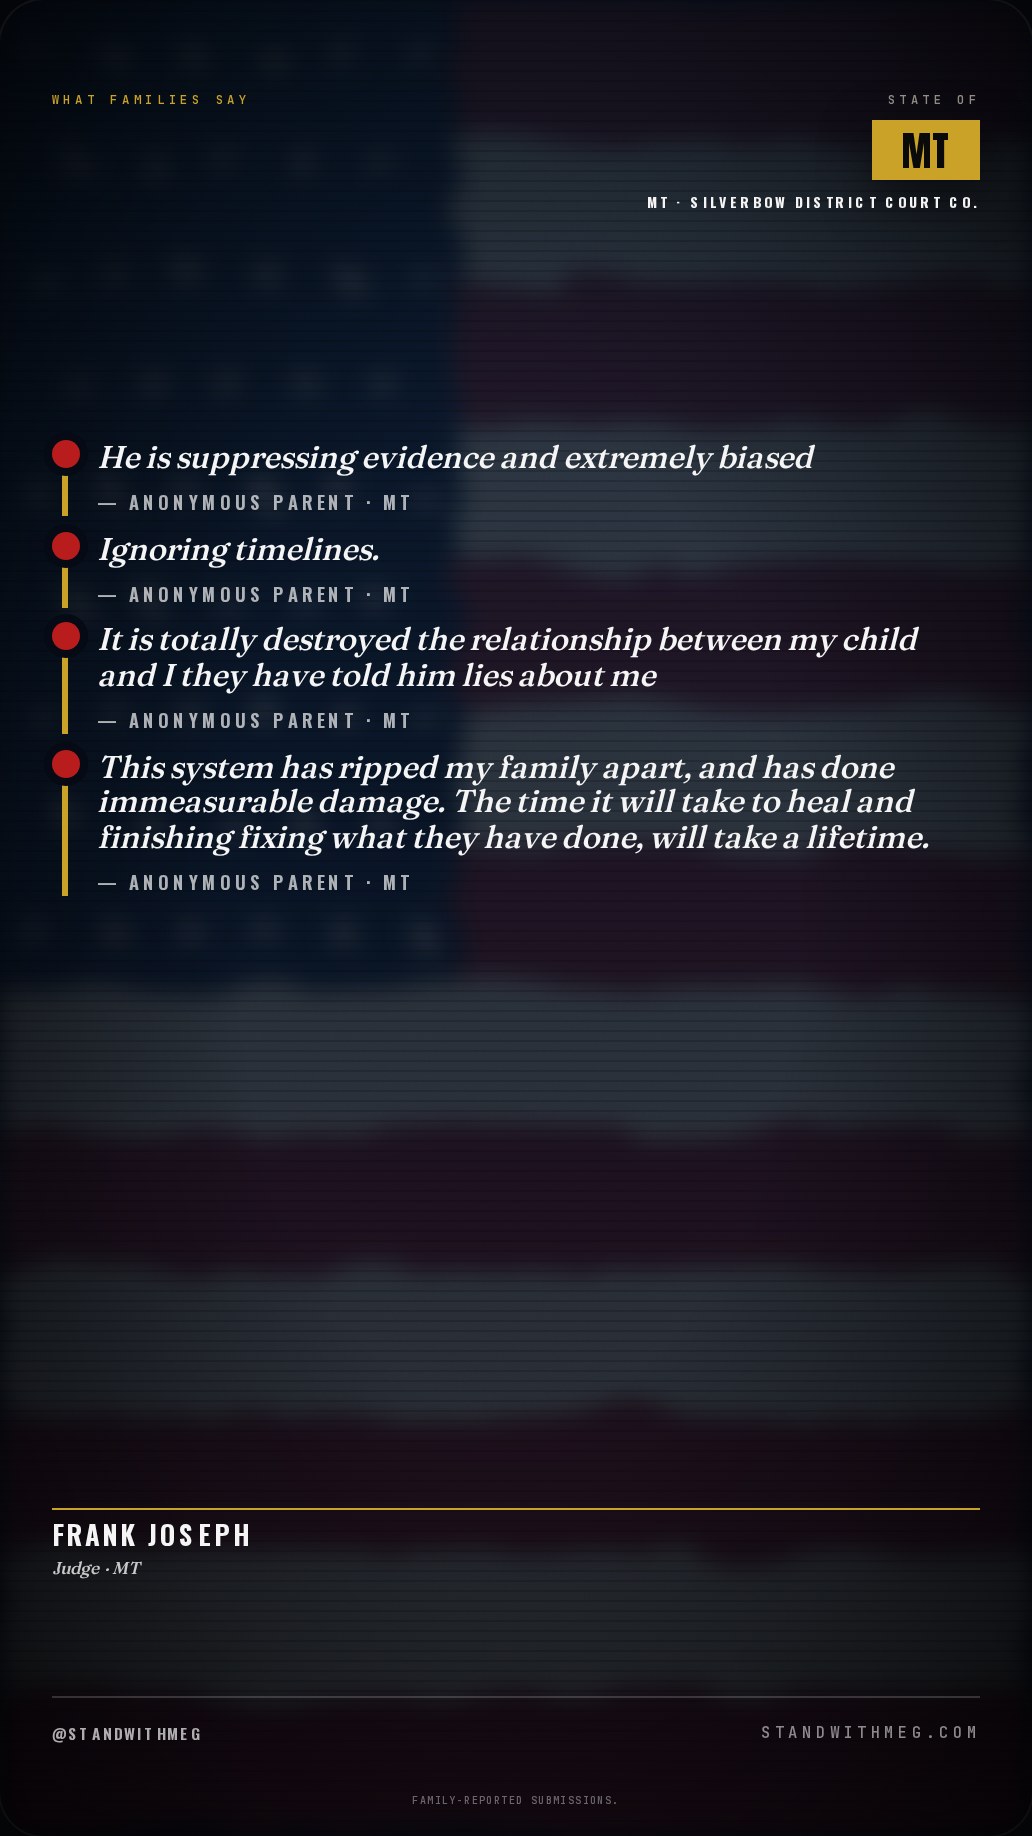 WHAT FAMILIES SAY
STATE OF
MT
MT · SILVERBOW DISTRICT COURT CO.
He is suppressing evidence and extremely biased
— ANONYMOUS PARENT · MT
Ignoring timelines.
— ANONYMOUS PARENT · MT
It is totally destroyed the relationship between my child
and I they have told him lies about me
— ANONYMOUS PARENT · MT
This system has ripped my family apart, and has done
immeasurable damage. The time it will take to heal and
finishing fixing what they have done, will take a lifetime.
— ANONYMOUS PARENT · MT
FRANK JOSEPH
Judge · MT
@STANDWITHMEG
STANDWITHMEG.COM
FAMILY-REPORTED SUBMISSIONS.